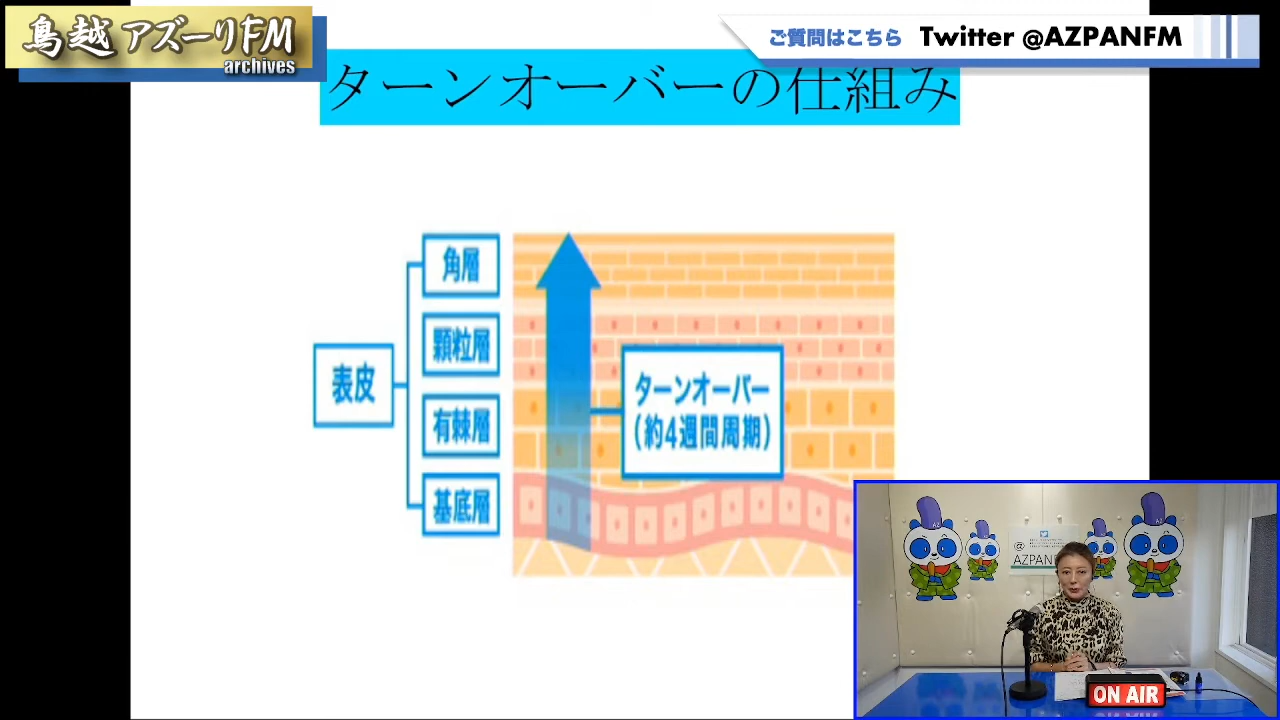 鳥越 アズーリFM
archives
ご質問はこちら Twitter @AZPANFM
ターンオーバーの仕組み
角層
顆粒層
表皮
有棘層
基底層
ターンオーバー
(約4週間周期)
@
AZPANF
ON AIR